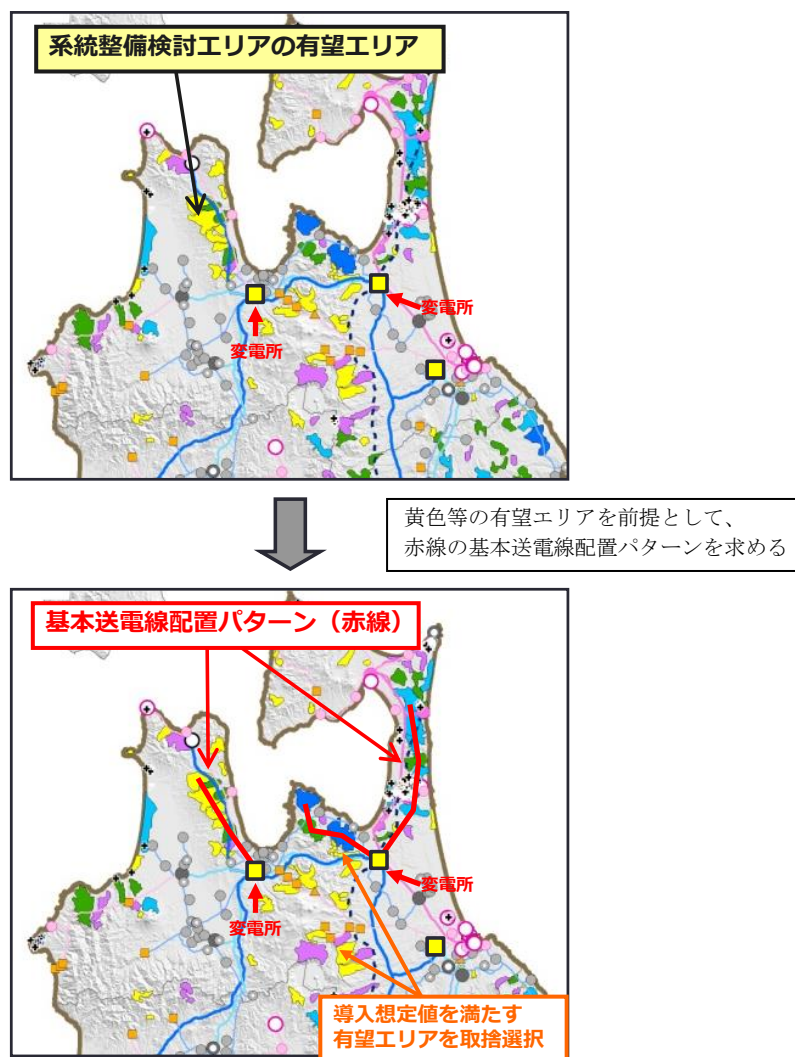 系統整備検討エリアの有望エリア
変電所
変電所
黄色等の有望エリアを前提として、
赤線の基本送電線配置パターンを求める
基本送電線配置パターン（赤線）
変電所
変電所
導入想定値を満たす
有望エリアを取捨選択